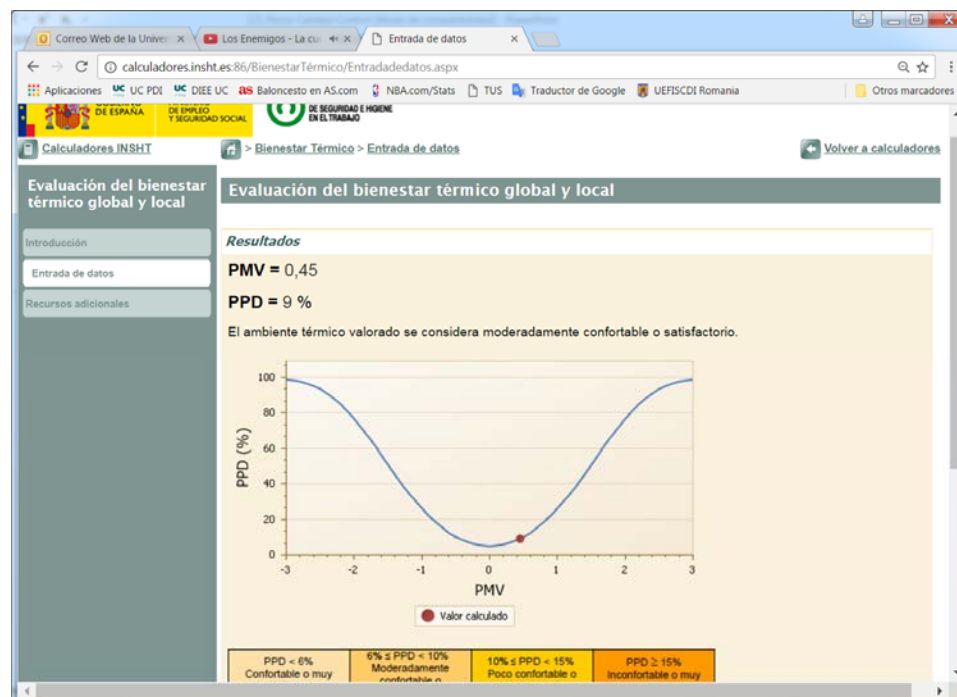 Correo Web de la Univer
Los Enemigos - La cu
Entrada de datos
calculadores.insht.es:86/BienestarTérmico/Entradadedatos.aspx
Aplicaciones
UC UC PDI
UC DIEE UC
aS Baloncesto en AS.com
NBA.com/Stats
TUS
Traductor de Google
UEFISCDI Romania
Otros marcadores
DE ESPAÑA
DE EMPLEO
Y SEGURIDAD SOCIAL
DE SEGURIDAD E HIGIENE
EN EL TRABAJO
Calculadores INSHT
> Bienestar Térmico > Entrada de datos
Volver a calculadores
Evaluación del bienestar
térmico global y local
Introducción
Entrada de datos
Recursos adicionales
Evaluación del bienestar térmico global y local
Resultados
PMV = 0,45
PPD = 9 %
El ambiente térmico valorado se considera moderadamente confortable o satisfactorio.
PPD (%)
100
80
60
40
20
0
-3 -2 -1 0 1 2 3
PMV
Valor calculado
PPD < 6%
Confortable o muy
6% ≤ PPD < 10%
Moderadamente
confortable o
10% ≤ PPD < 15%
Poco confortable o
PPD ≥ 15%
Inconfortable o muy